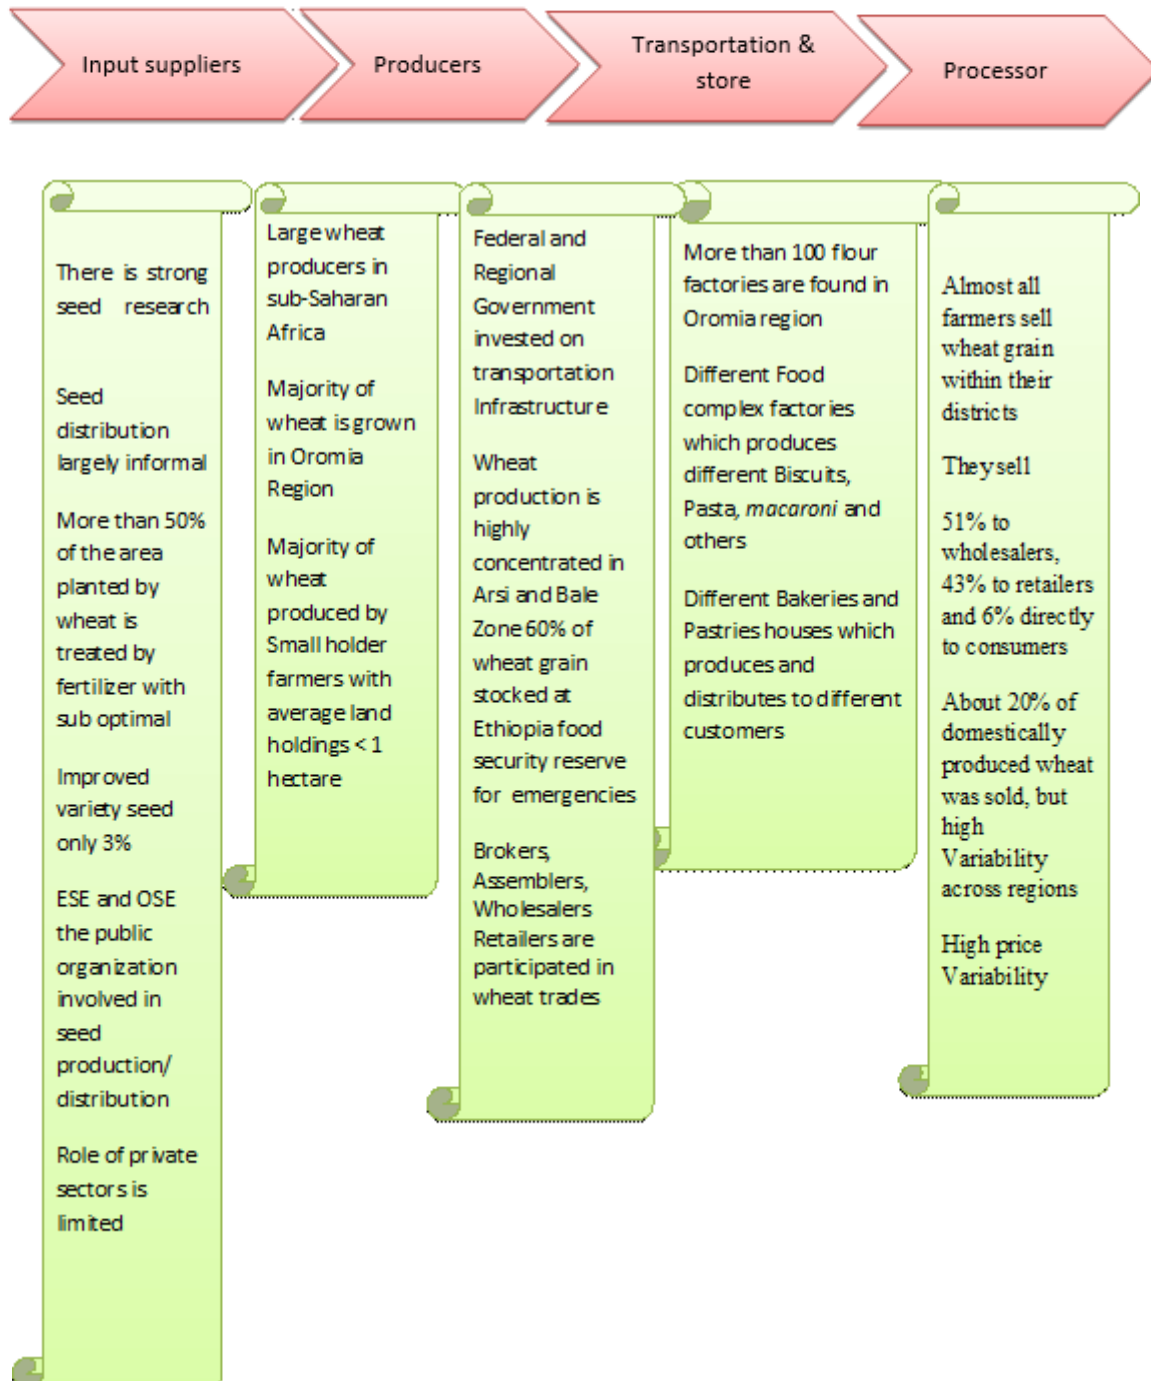 Input suppliers
Producers
Transportation &
store
Processor
There is strong
seed research
Seed
distribution
largely informal
More than 50%
of the area
planted by
wheat is
treated by
fertilizer with
sub optimal
Improved
variety seed
only 3%
ESE and OSE
the public
organization
involved in
seed
production/
distribution
Role of private
sectors is
limited
Large wheat
producers in
sub-Saharan
Africa
Majority of
wheat is grown
in Oromia
Region
Majority of
wheat
produced by
Small holder
farmers with
average land
holdings < 1
hectare
Federal and
Regional
Government
invested on
transportation
Infrastructure
Wheat
production is
highly
concentrated in
Arsi and Bale
Zone 60% of
wheat grain
stocked at
Ethiopia food
security reserve
for emergencies
Brokers,
Assemblers,
Wholesalers
Retailers are
participated in
wheat trades
More than 100 flour
factories are found in
Oromia region
Different Food
complex factories
which produces
different Biscuits,
Pasta, macaroni and
others
Different Bakeries and
Pastries houses which
produces and
distributes to different
customers
Almost all
farmers sell
wheat grain
within their
districts
They sell
51% to
wholesalers,
43% to retailers
and 6% directly
to consumers
About 20% of
domestically
produced wheat
was sold, but
high
Variability
across regions
High price
Variability